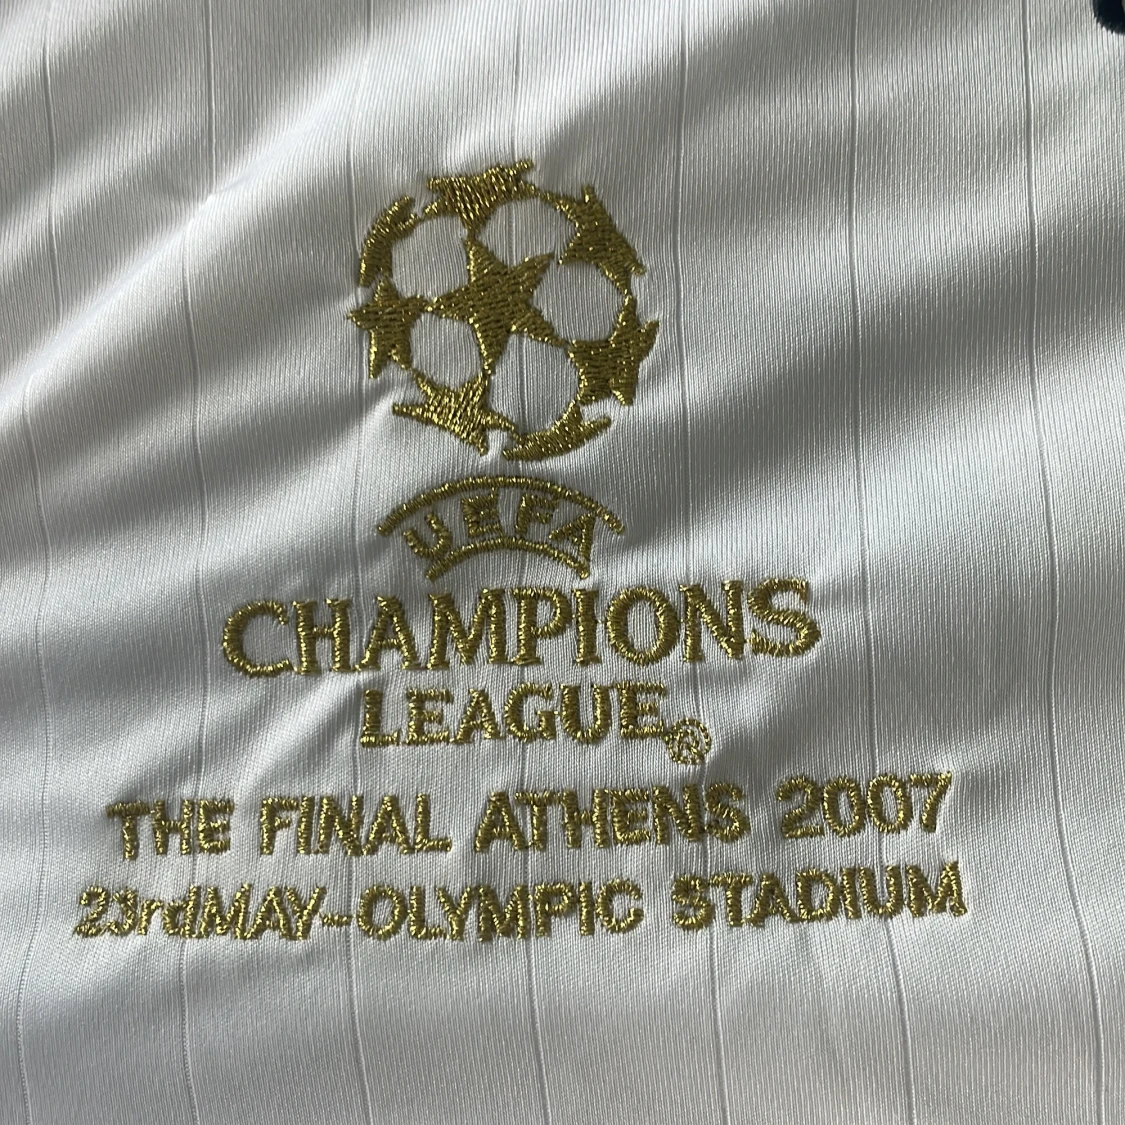 UEFA
CHAMPIONS
LEAGUE®
THE FINAL ATHENS 2007
23rdMAY-OLYMPIC STADIUM